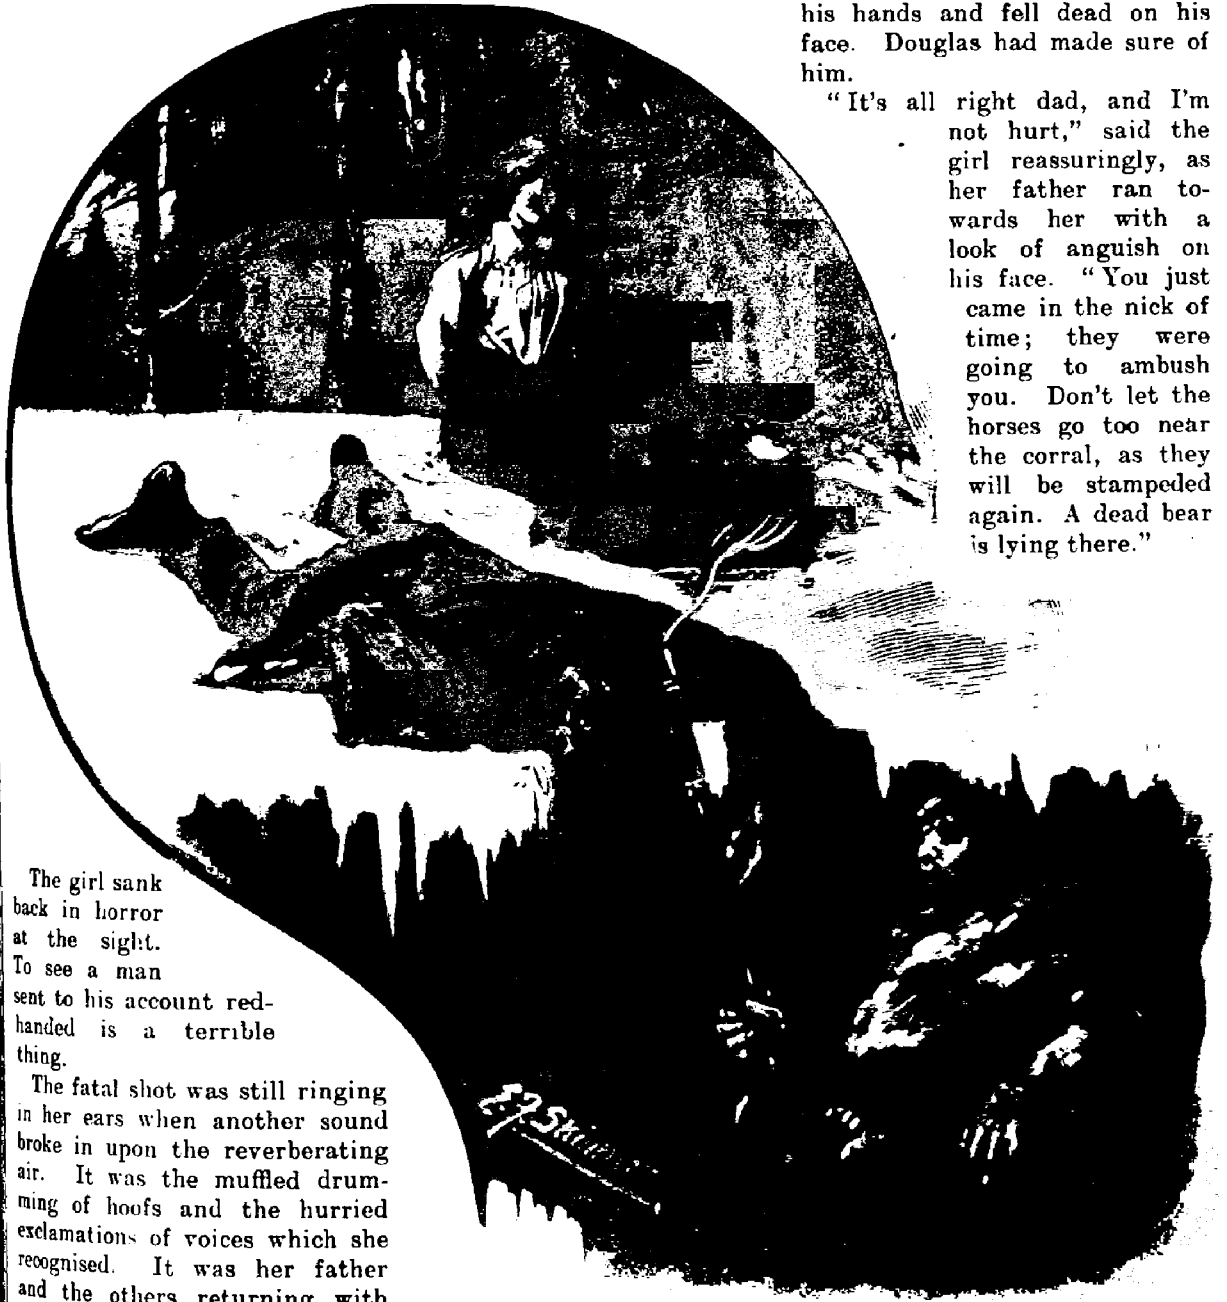 The girl sank
back in horror
at the sight.
To see a man
sent to his account red-
handed is a terrible
thing.
The fatal shot was still ringing
in her ears when another sound
broke in upon the reverberating
air. It was the muffled drum-
ming of hoofs and the hurried
exclamations of voices which she
recognised. It was her father
and the others returning with
his hands and fell dead on his
face. Douglas had made sure of
him.
"It's all right dad, and I'm
not hurt," said the
girl reassuringly, as
her father ran to-
wards her with a
look of anguish on
his face. "You just
came in the nick of
time; they were
going to ambush
you. Don't let the
horses go too near
the corral, as they
will be stampeded
again. A dead bear
is lying there."